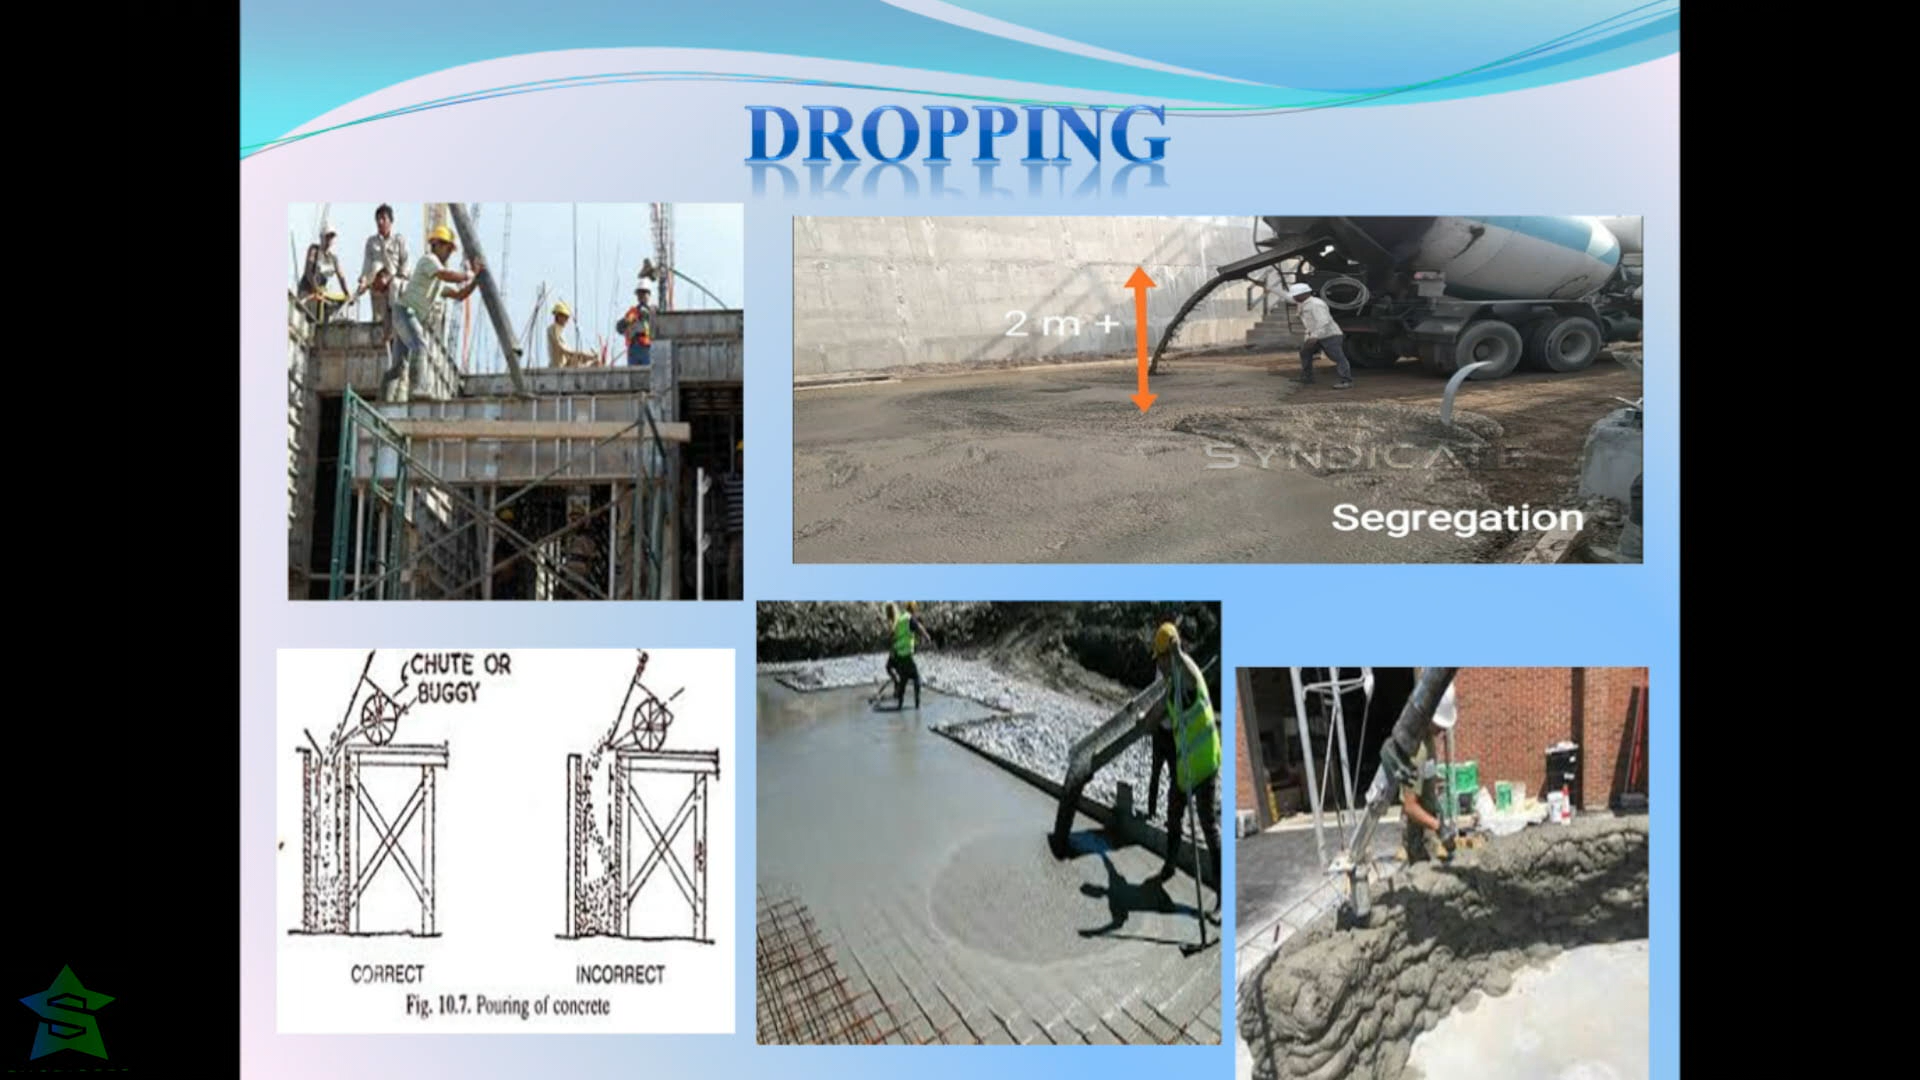 DROPPING
2 m +
SYNDICATE
Segregation
CHUTE OR
BUGGY
CORRECT
INCORRECT
Fig. 10.7. Pouring of concrete